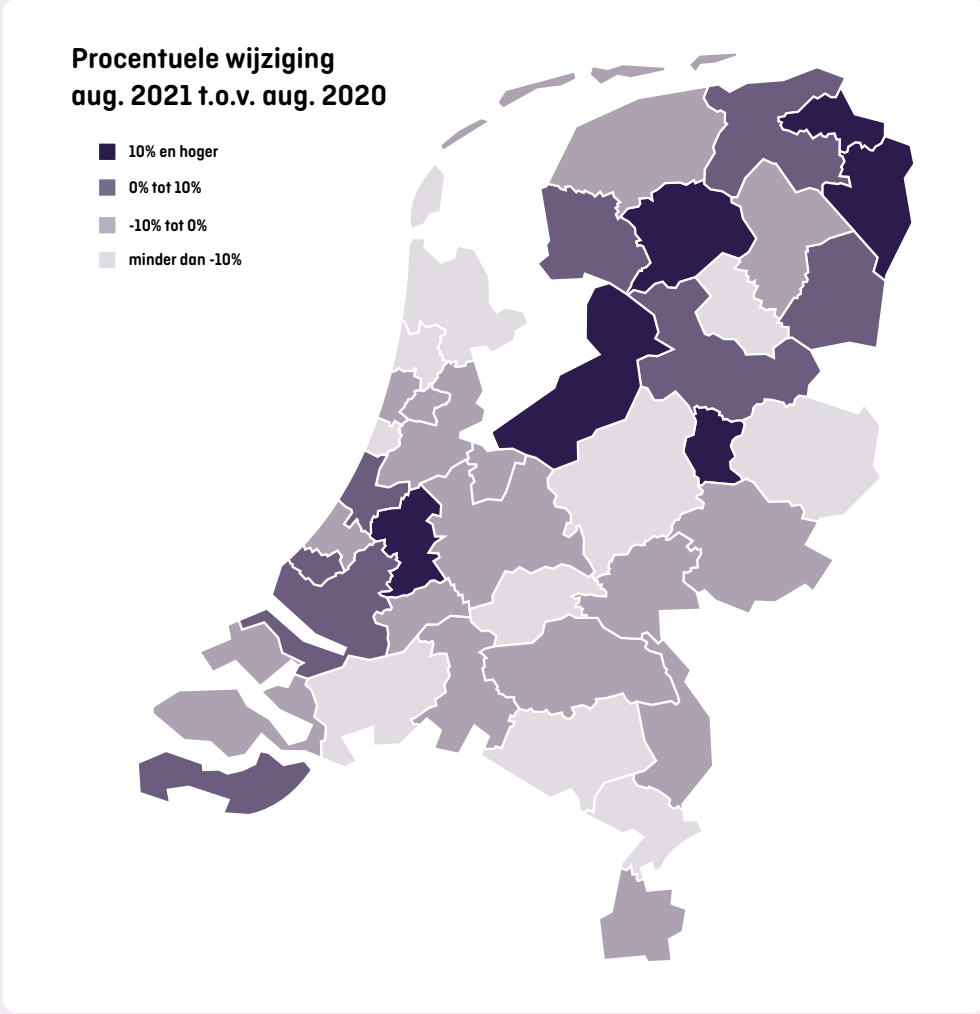 Procentuele wijziging
aug. 2021 t.o.v. aug. 2020
10% en hoger
0% tot 10%
-10% tot 0%
minder dan -10%